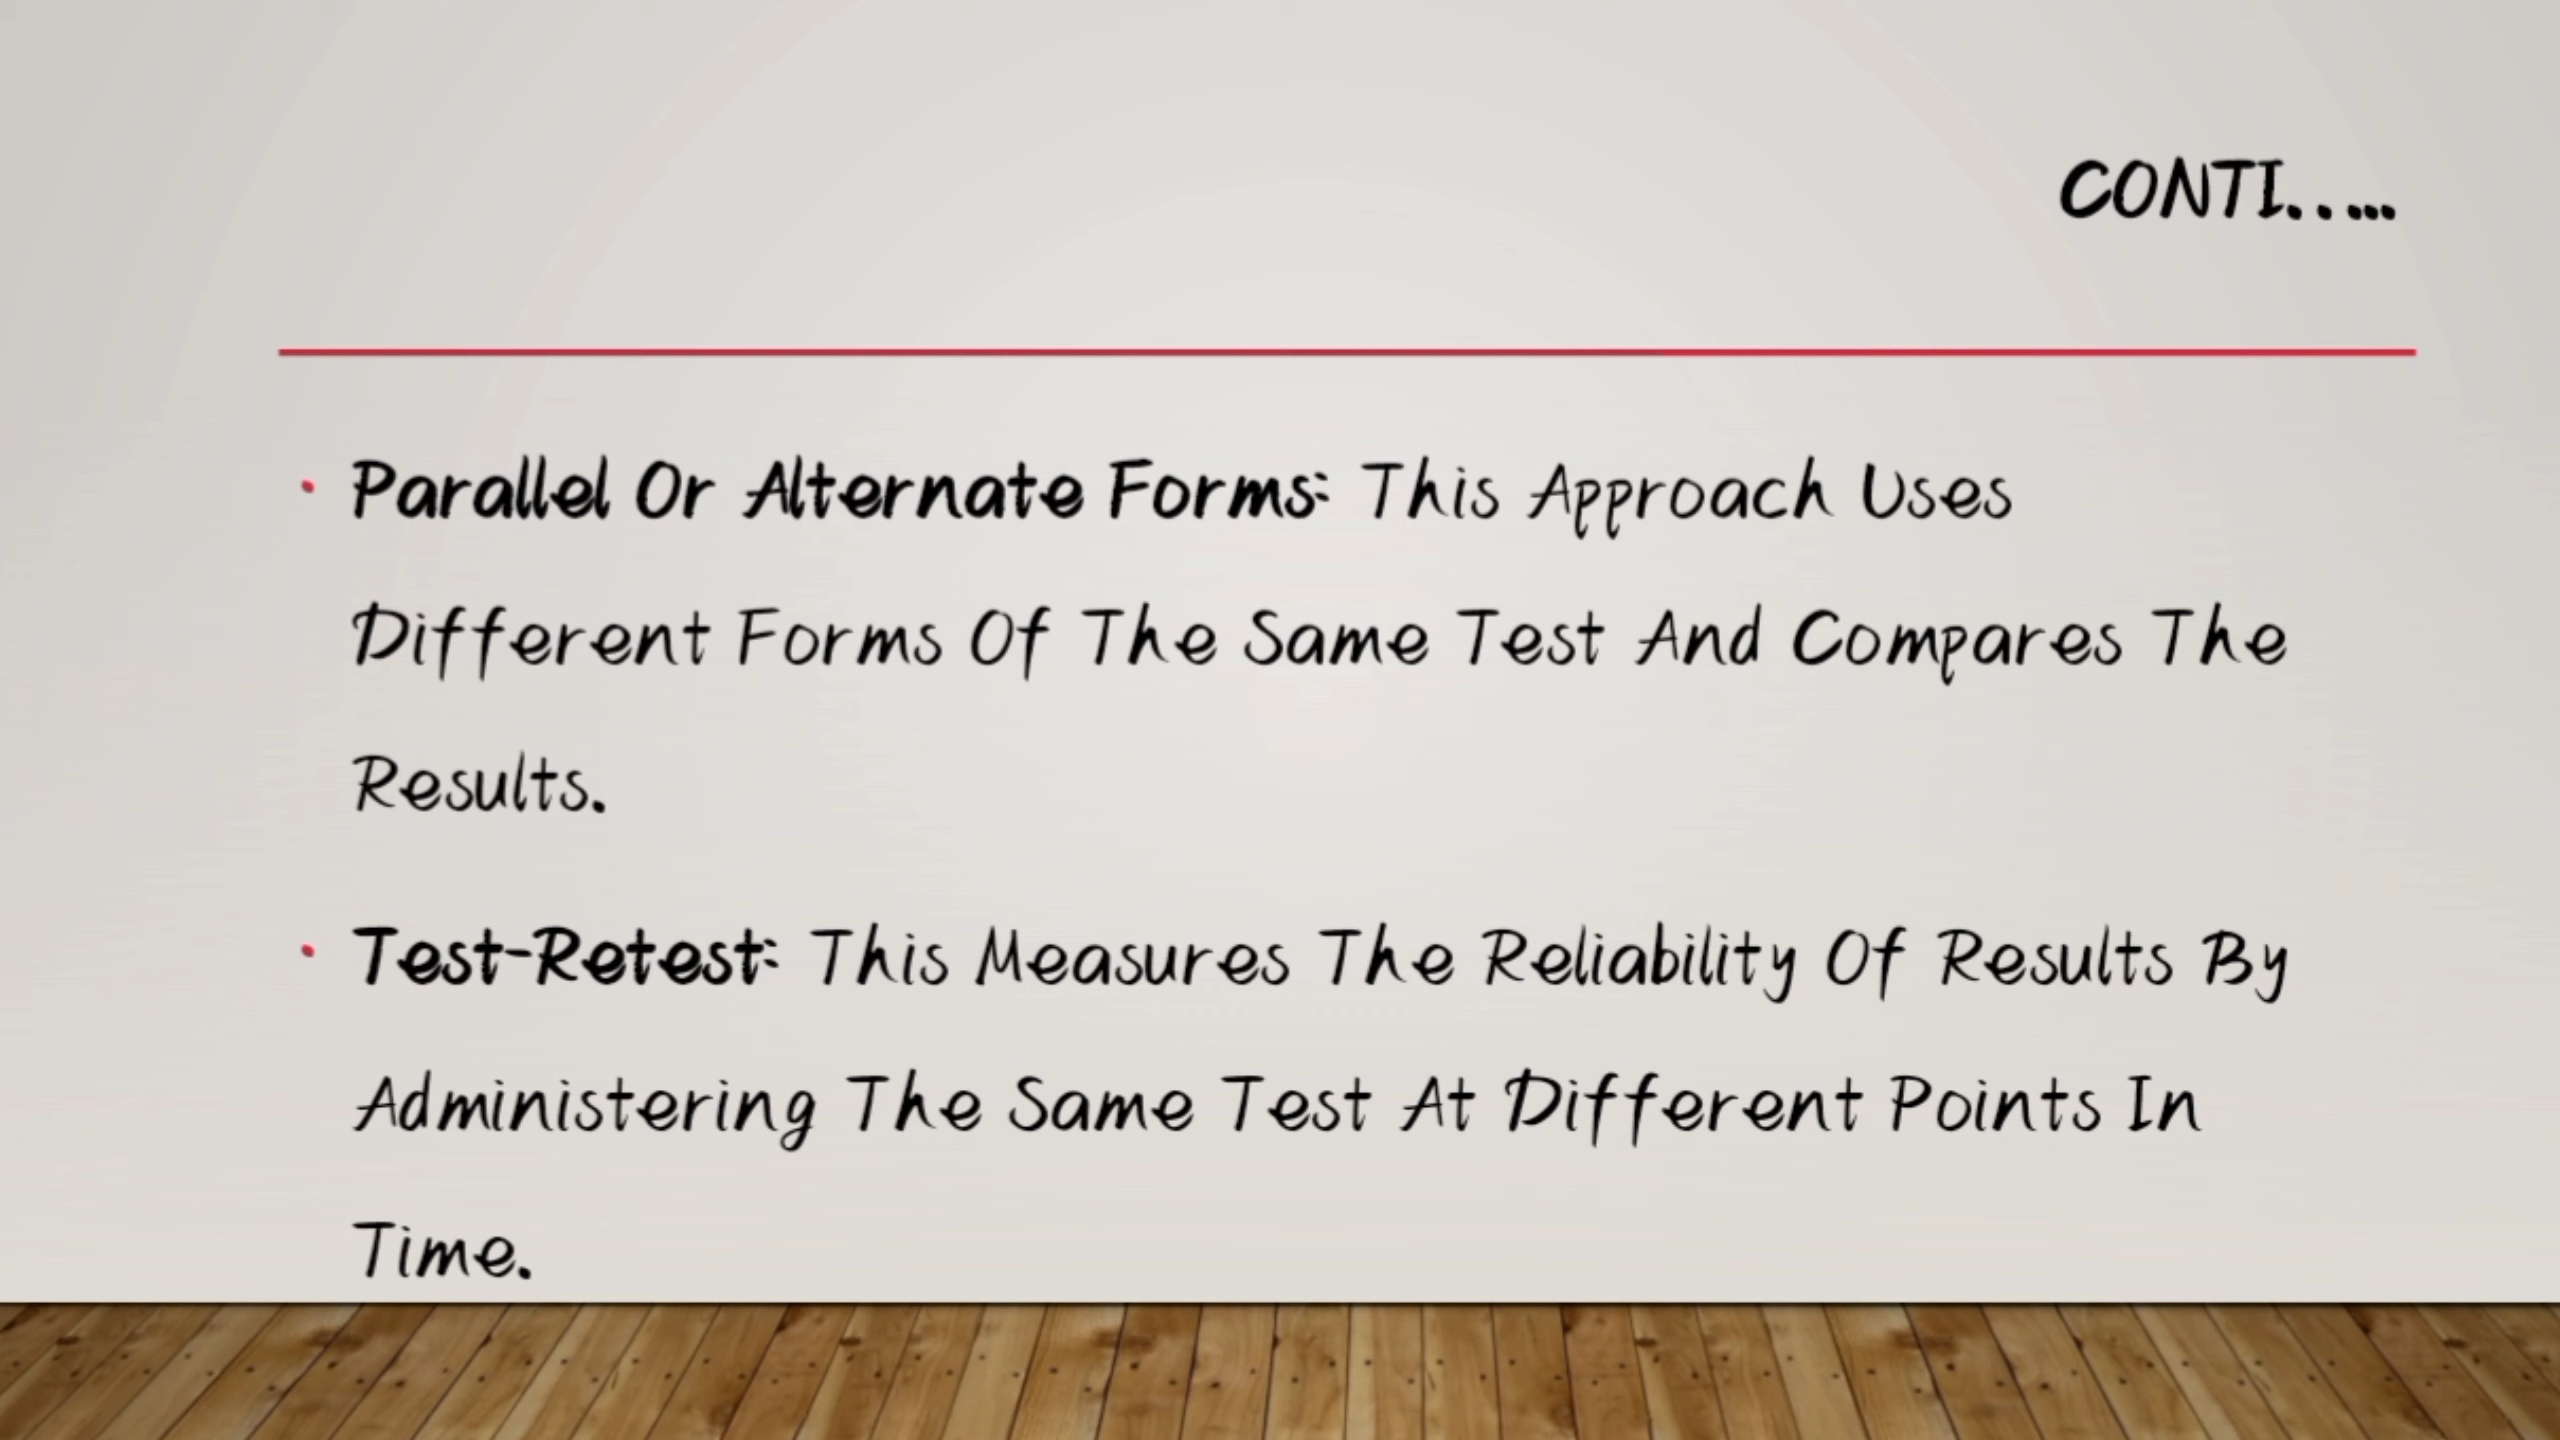 CONTI.....
• Parallel Or Alternate Forms: This Approach Uses
Different Forms Of The Same Test And Compares The
Results.
• Test-Retest: This Measures The Reliability Of Results By
Administering The Same Test At Different Points In
Time.